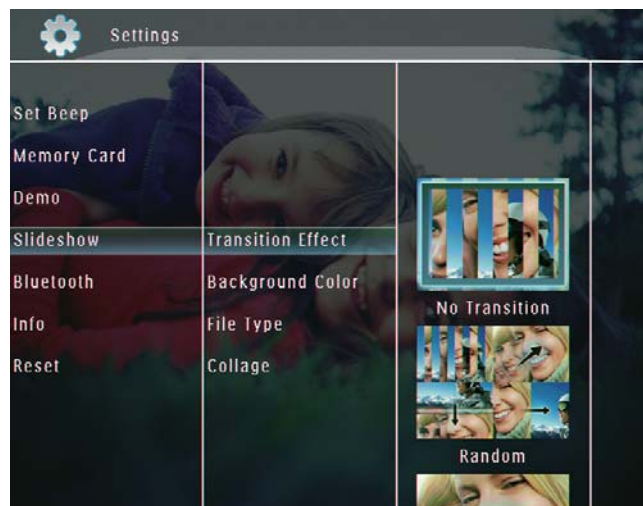 Settings
Set Beep
Memory Card
Demo
Slideshow
Bluetooth
Info
Reset
Transition Effect
Background Color
File Type
Collage
No Transition
Random